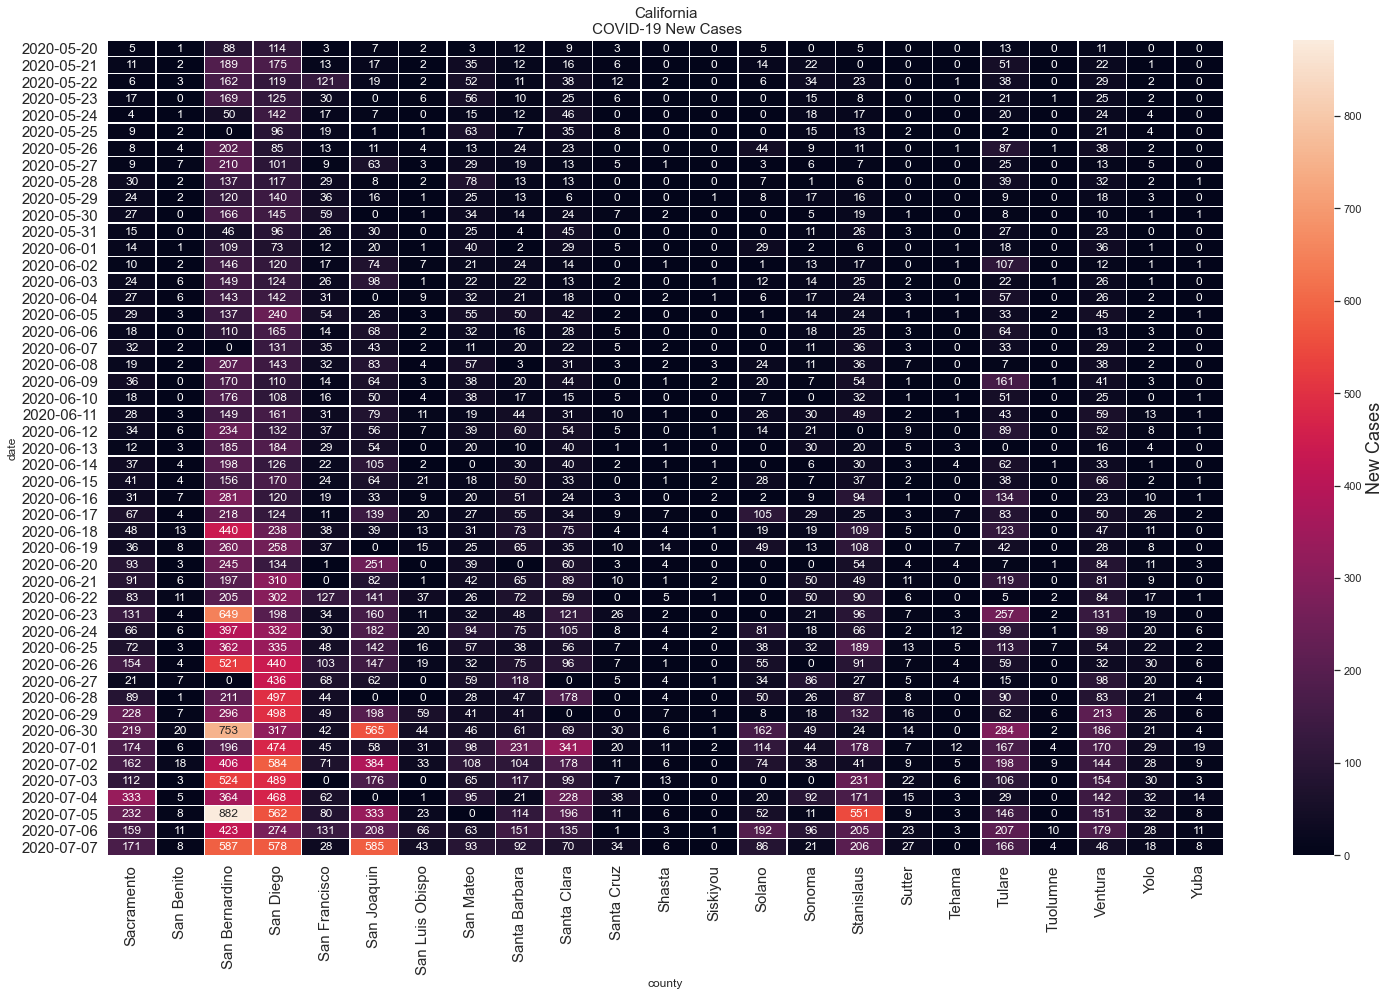 California
COVID-19 New Cases
2020-05-20 5 1 88 114 3 7 2 3 12 9 3 0 0 5 0 5 0 0 13 0 11 0 0
2020-05-21 11 2 189 175 13 17 2 35 12 16 6 0 0 14 22 0 0 0 51 0 22 1 0
2020-05-22 6 3 162 119 121 19 2 52 11 38 12 2 0 6 34 23 0 1 38 0 29 2 0
2020-05-23 17 0 169 125 30 0 6 56 10 25 6 0 0 0 15 8 0 0 21 1 25 2 0
2020-05-24 4 1 50 142 17 7 0 15 12 46 0 0 0 0 18 17 0 0 20 0 24 4 0
2020-05-25 9 2 0 96 19 1 1 63 7 35 8 0 0 0 15 13 2 0 2 0 21 4 0
2020-05-26 8 4 202 85 13 11 4 13 24 23 0 0 0 44 9 11 0 1 87 1 38 2 0
2020-05-27 9 7 210 101 9 63 3 29 19 13 5 1 0 3 6 7 0 0 25 0 13 5 0
2020-05-28 30 2 137 117 29 8 2 78 13 13 0 0 0 7 1 6 0 0 39 0 32 2 1
2020-05-29 24 2 120 140 36 16 1 25 13 6 0 0 1 8 17 16 0 0 9 0 18 3 0
2020-05-30 27 0 166 145 59 0 1 34 14 24 7 2 0 0 5 19 1 0 8 0 10 1 1
2020-05-31 15 0 46 96 26 30 0 25 4 45 0 0 0 0 11 26 3 0 27 0 23 0 0
2020-06-01 14 1 109 73 12 20 1 40 2 29 5 0 0 29 2 6 0 1 18 0 36 1 0
2020-06-02 10 2 146 120 17 74 7 21 24 14 0 1 0 1 13 17 0 1 107 0 12 1 1
2020-06-03 24 6 149 124 26 98 1 22 22 13 2 0 1 12 14 25 2 0 22 1 26 1 0
2020-06-04 27 6 143 142 31 0 9 32 21 18 0 2 1 6 17 24 3 1 57 0 26 2 0
2020-06-05 29 3 137 240 54 26 3 55 50 42 2 0 0 1 14 24 1 1 33 2 45 2 1
2020-06-06 18 0 110 165 14 68 2 32 16 28 5 0 0 0 18 25 3 0 64 0 13 3 0
2020-06-07 32 2 0 131 35 43 2 11 20 22 5 2 0 0 11 36 3 0 33 0 29 2 0
2020-06-08 19 2 207 143 32 83 4 57 3 31 3 2 3 24 11 36 7 0 7 0 38 2 0
2020-06-09 36 0 170 110 14 64 3 38 20 44 0 1 2 20 7 54 1 0 161 1 41 3 0
2020-06-10 18 0 176 108 16 50 4 38 17 15 5 0 0 7 0 32 1 1 51 0 25 0 1
2020-06-11 28 3 149 161 31 79 11 19 44 31 10 1 0 26 30 49 2 1 43 0 59 13 1
2020-06-12 34 6 234 132 37 56 7 39 60 54 5 0 1 14 21 0 9 0 89 0 52 8 1
2020-06-13 12 3 185 184 29 54 0 20 10 40 1 1 0 0 30 20 5 3 0 0 16 4 0
2020-06-14 37 4 198 126 22 105 2 0 30 40 2 1 1 0 6 30 3 4 62 1 33 1 0
2020-06-15 41 4 156 170 24 64 21 18 50 33 0 1 2 28 7 37 2 0 38 0 66 2 1
2020-06-16 31 7 281 120 19 33 9 20 51 24 3 0 2 2 9 94 1 0 134 0 23 10 1
2020-06-17 67 4 218 124 11 139 20 27 55 34 9 7 0 105 29 25 3 7 83 0 50 26 2
2020-06-18 48 13 440 238 38 39 13 31 73 75 4 4 1 19 19 109 5 0 123 0 47 11 0
2020-06-19 36 8 260 258 37 0 15 25 65 35 10 14 0 49 13 108 0 7 42 0 28 8 0
2020-06-20 93 3 245 134 1 251 0 39 0 60 3 4 0 0 0 54 4 4 7 1 84 11 3
2020-06-21 91 6 197 310 0 82 1 42 65 89 10 1 2 0 50 49 11 0 119 0 81 9 0
2020-06-22 83 11 205 302 127 141 37 26 72 59 0 5 1 0 50 90 6 0 5 2 84 17 1
2020-06-23 131 4 649 198 34 160 11 32 48 121 26 2 0 0 21 96 7 3 257 2 131 19 0
2020-06-24 66 6 397 332 30 182 20 94 75 105 8 4 2 81 18 66 2 12 99 1 99 20 6
2020-06-25 72 3 362 335 48 142 16 57 38 56 7 4 0 38 32 189 13 5 113 7 54 22 2
2020-06-26 154 4 521 440 103 147 19 32 75 96 7 1 0 55 0 91 7 4 59 0 32 30 6
2020-06-27 21 7 0 436 68 62 0 59 118 0 5 4 1 34 86 27 5 4 15 0 98 20 4
2020-06-28 89 1 211 497 44 0 0 28 47 178 0 4 0 50 26 87 8 0 90 0 83 21 4
2020-06-29 228 7 296 498 49 198 59 41 41 0 0 7 1 8 18 132 16 0 62 6 213 26 6
2020-06-30 219 20 753 317 42 565 44 46 61 69 30 6 1 162 49 24 14 0 284 2 186 21 4
2020-07-01 174 6 196 474 45 58 31 98 231 341 20 11 2 114 44 178 7 12 167 4 170 29 19
2020-07-02 162 18 406 584 71 384 33 108 104 178 11 6 0 74 38 41 9 5 198 9 144 28 9
2020-07-03 112 3 524 489 0 176 0 65 117 99 7 13 0 0 0 231 22 6 106 0 154 30 3
2020-07-04 333 5 364 468 62 0 1 95 21 228 38 0 0 20 92 171 15 3 29 0 142 32 14
2020-07-05 232 8 882 562 80 333 23 0 114 196 11 6 0 52 11 551 9 3 146 0 151 32 8
2020-07-06 159 11 423 274 131 208 66 63 151 135 1 3 1 192 96 205 23 3 207 10 179 28 11
2020-07-07 171 8 587 578 28 585 43 93 92 70 34 6 0 86 21 206 27 0 166 4 46 18 8
date
Sacramento
San Benito
San Bernardino
San Diego
San Francisco
San Joaquin
San Luis Obispo
San Mateo
Santa Barbara
Santa Clara
Santa Cruz
Shasta
Siskiyou
Solano
Sonoma
Stanislaus
Sutter
Tehama
Tulare
Tuolumne
Ventura
Yolo
Yuba
county
800
700
600
500
400
300
200
100
0
New Cases